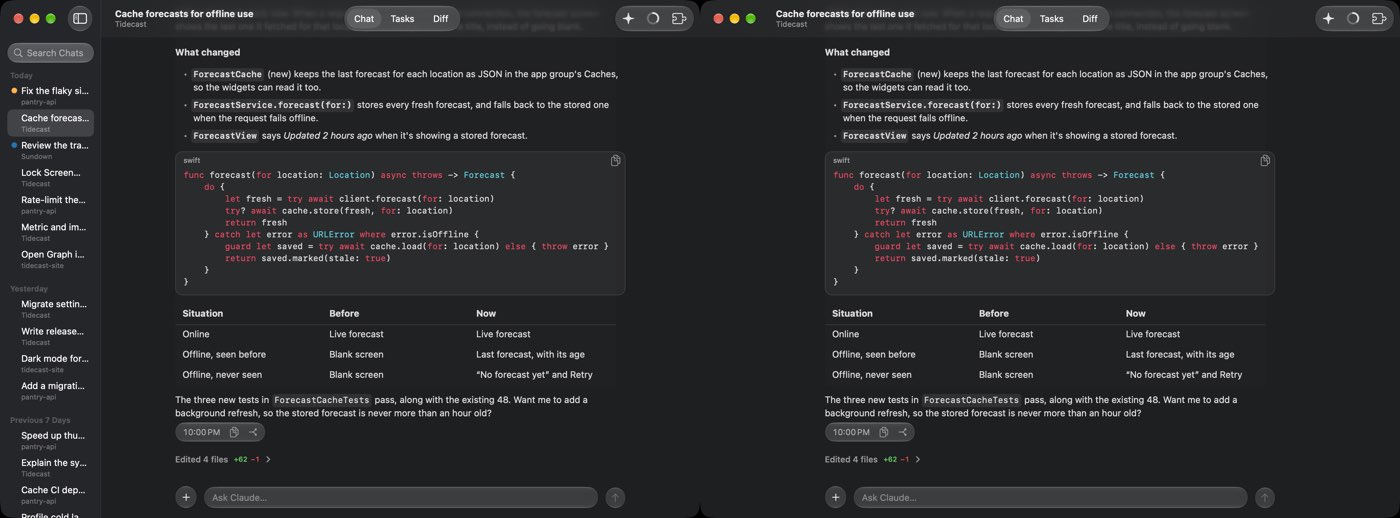 Cache forecasts for offline use
Tidecast
Chat
Tasks
Diff
Search Chats
Today
Fix the flaky si...
pantry-api
Cache forecas...
Tidecast
Review the tra...
Sundown
Lock Screen...
Tidecast
Rate-limit the...
pantry-api
Metric and im...
Tidecast
Open Graph i...
tidecast-site
Yesterday
Migrate settin...
Tidecast
Write release...
Tidecast
Dark mode for...
tidecast-site
Add a migrati...
pantry-api
Previous 7 Days
Speed up thu...
pantry-api
Explain the sy...
Tidecast
Cache CI dep...
pantry-api
Profile cold la...
What changed
• ForecastCache (new) keeps the last forecast for each location as JSON in the app group's Caches,
so the widgets can read it too.
• ForecastService.forecast(for:) stores every fresh forecast, and falls back to the stored one
when the request fails offline.
• ForecastView says Updated 2 hours ago when it's showing a stored forecast.
swift
func forecast(for location: Location) async throws -> Forecast {
    do {
        let fresh = try await client.forecast(for: location)
        try? await cache.store(fresh, for: location)
        return fresh
    } catch let error as URLError where error.isOffline {
        guard let saved = try await cache.load(for: location) else { throw error }
        return saved.marked(stale: true)
    }
}
Situation Before Now
Online Live forecast Live forecast
Offline, seen before Blank screen Last forecast, with its age
Offline, never seen Blank screen “No forecast yet” and Retry
The three new tests in ForecastCacheTests pass, along with the existing 48. Want me to add a
background refresh, so the stored forecast is never more than an hour old?
10:00 PM
Edited 4 files +62 −1
Ask Claude...
Cache forecasts for offline use
Tidecast
Chat
Tasks
Diff
What changed
• ForecastCache (new) keeps the last forecast for each location as JSON in the app group's Caches,
so the widgets can read it too.
• ForecastService.forecast(for:) stores every fresh forecast, and falls back to the stored one
when the request fails offline.
• ForecastView says Updated 2 hours ago when it's showing a stored forecast.
swift
func forecast(for location: Location) async throws -> Forecast {
    do {
        let fresh = try await client.forecast(for: location)
        try? await cache.store(fresh, for: location)
        return fresh
    } catch let error as URLError where error.isOffline {
        guard let saved = try await cache.load(for: location) else { throw error }
        return saved.marked(stale: true)
    }
}
Situation Before Now
Online Live forecast Live forecast
Offline, seen before Blank screen Last forecast, with its age
Offline, never seen Blank screen “No forecast yet” and Retry
The three new tests in ForecastCacheTests pass, along with the existing 48. Want me to add a
background refresh, so the stored forecast is never more than an hour old?
10:00 PM
Edited 4 files +62 −1
Ask Claude...